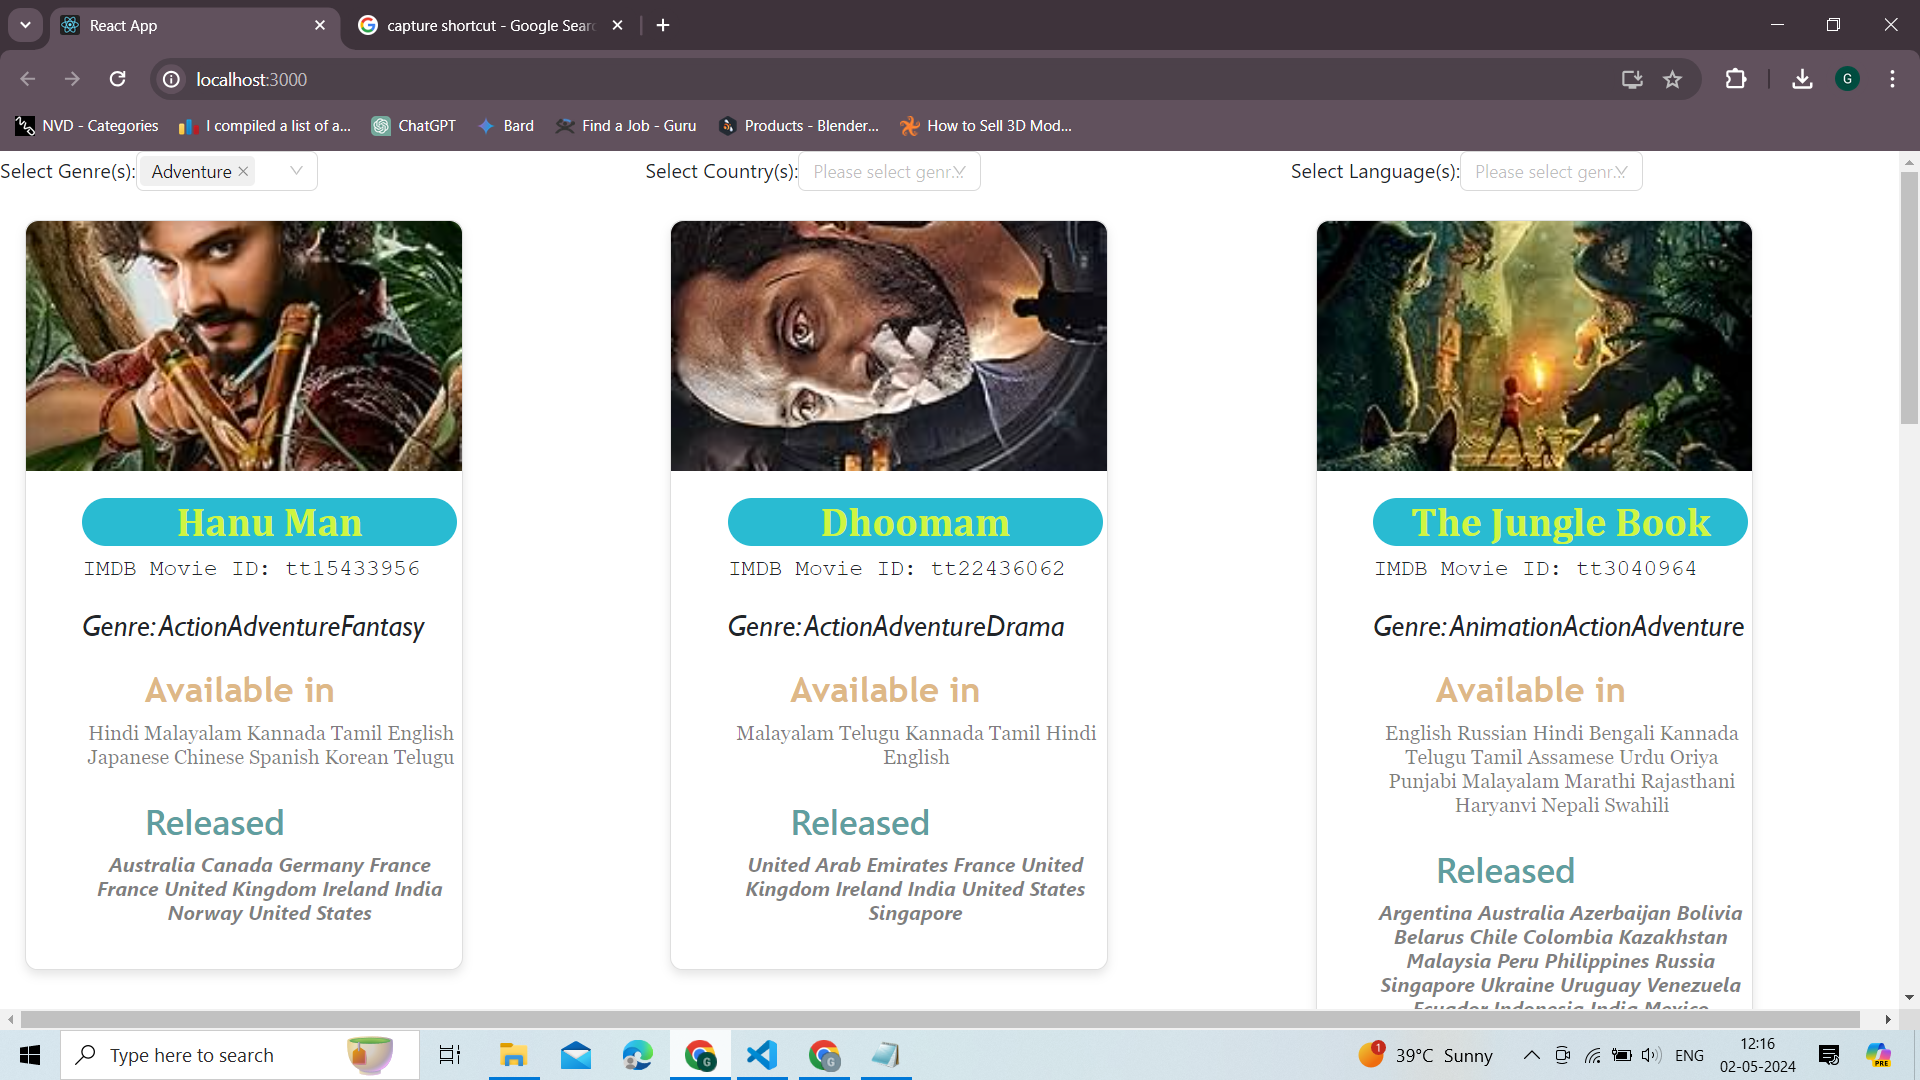 React App
capture shortcut - Google Sear
localhost:3000
G
NVD - Categories
I compiled a list of a...
ChatGPT
Bard
Find a Job - Guru
Products - Blender...
How to Sell 3D Mod...
Select Genre(s): Adventure
Select Country(s): Please select genr...
Select Language(s): Please select genr...
Hanu Man
IMDB Movie ID: tt15433956
Genre: ActionAdventureFantasy
Available in
Hindi Malayalam Kannada Tamil English
Japanese Chinese Spanish Korean Telugu
Released
Australia Canada Germany France
France United Kingdom Ireland India
Norway United States
Dhoomam
IMDB Movie ID: tt22436062
Genre: ActionAdventureDrama
Available in
Malayalam Telugu Kannada Tamil Hindi
English
Released
United Arab Emirates France United
Kingdom Ireland India United States
Singapore
The Jungle Book
IMDB Movie ID: tt3040964
Genre: AnimationActionAdventure
Available in
English Russian Hindi Bengali Kannada
Telugu Tamil Assamese Urdu Oriya
Punjabi Malayalam Marathi Rajasthani
Haryanvi Nepali Swahili
Released
Argentina Australia Azerbaijan Bolivia
Belarus Chile Colombia Kazakhstan
Malaysia Peru Philippines Russia
Singapore Ukraine Uruguay Venezuela
Ecuador Indonesia India Mexico
Type here to search
1
39°C Sunny
ENG
12:16
02-05-2024
PRE